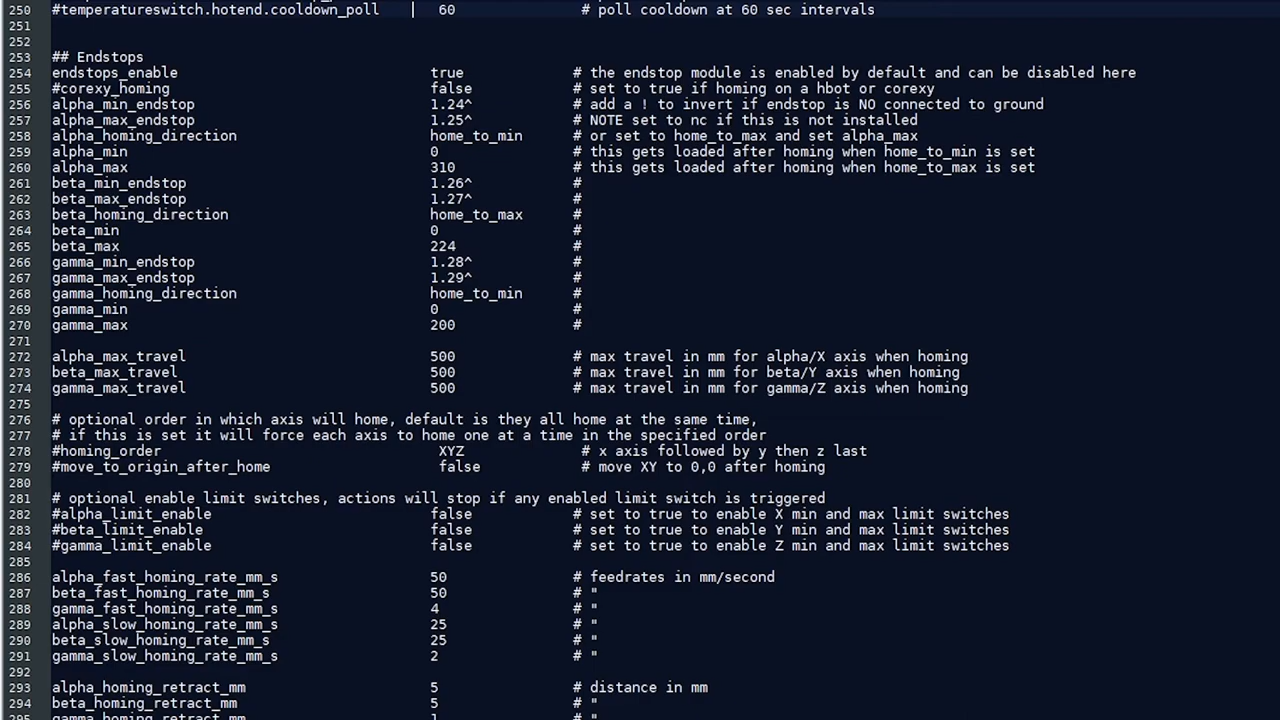 250 #temperatureswitch.hotend.cooldown_poll 60 # poll cooldown at 60 sec intervals
251
252
253 ## Endstops
254 endstops_enable true # the endstop module is enabled by default and can be disabled here
255 #corexy_homing false # set to true if homing on a hbot or corexy
256 alpha_min_endstop 1.24^ # add a ! to invert if endstop is NO connected to ground
257 alpha_max_endstop 1.25^ # NOTE set to nc if this is not installed
258 alpha_homing_direction home_to_min # or set to home_to_max and set alpha_max
259 alpha_min 0 # this gets loaded after homing when home_to_min is set
260 alpha_max 310 # this gets loaded after homing when home_to_max is set
261 beta_min_endstop 1.26^ #
262 beta_max_endstop 1.27^ #
263 beta_homing_direction home_to_max #
264 beta_min 0 #
265 beta_max 224 #
266 gamma_min_endstop 1.28^ #
267 gamma_max_endstop 1.29^ #
268 gamma_homing_direction home_to_min #
269 gamma_min 0 #
270 gamma_max 200 #
271
272 alpha_max_travel 500 # max travel in mm for alpha/X axis when homing
273 beta_max_travel 500 # max travel in mm for beta/Y axis when homing
274 gamma_max_travel 500 # max travel in mm for gamma/Z axis when homing
275
276 # optional order in which axis will home, default is they all home at the same time,
277 # if this is set it will force each axis to home one at a time in the specified order
278 #homing_order XYZ # x axis followed by y then z last
279 #move_to_origin_after_home false # move XY to 0,0 after homing
280
281 # optional enable limit switches, actions will stop if any enabled limit switch is triggered
282 #alpha_limit_enable false # set to true to enable X min and max limit switches
283 #beta_limit_enable false # set to true to enable Y min and max limit switches
284 #gamma_limit_enable false # set to true to enable Z min and max limit switches
285
286 alpha_fast_homing_rate_mm_s 50 # feedrates in mm/second
287 beta_fast_homing_rate_mm_s 50 # "
288 gamma_fast_homing_rate_mm_s 4 # "
289 alpha_slow_homing_rate_mm_s 25 # "
290 beta_slow_homing_rate_mm_s 25 # "
291 gamma_slow_homing_rate_mm_s 2 # "
292
293 alpha_homing_retract_mm 5 # distance in mm
294 beta_homing_retract_mm 5 # "
295 gamma_homing_retract_mm 1 # "